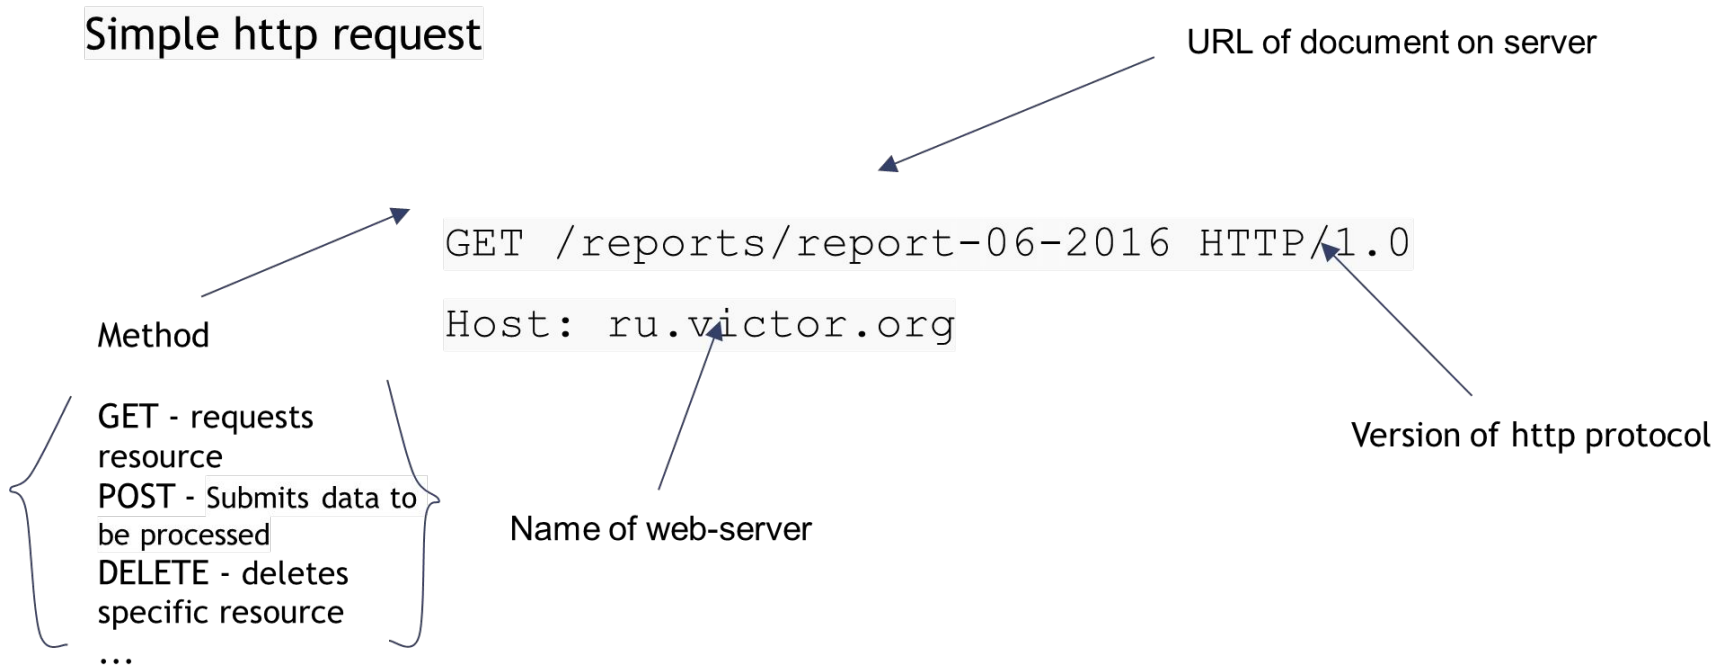 Simple http request
URL of document on server
GET /reports/report-06-2016 HTTP/1.0
Host: ru.victor.org
Method
GET - requests
resource
POST - Submits data to
be processed
DELETE - deletes
specific resource
...
Name of web-server
Version of http protocol